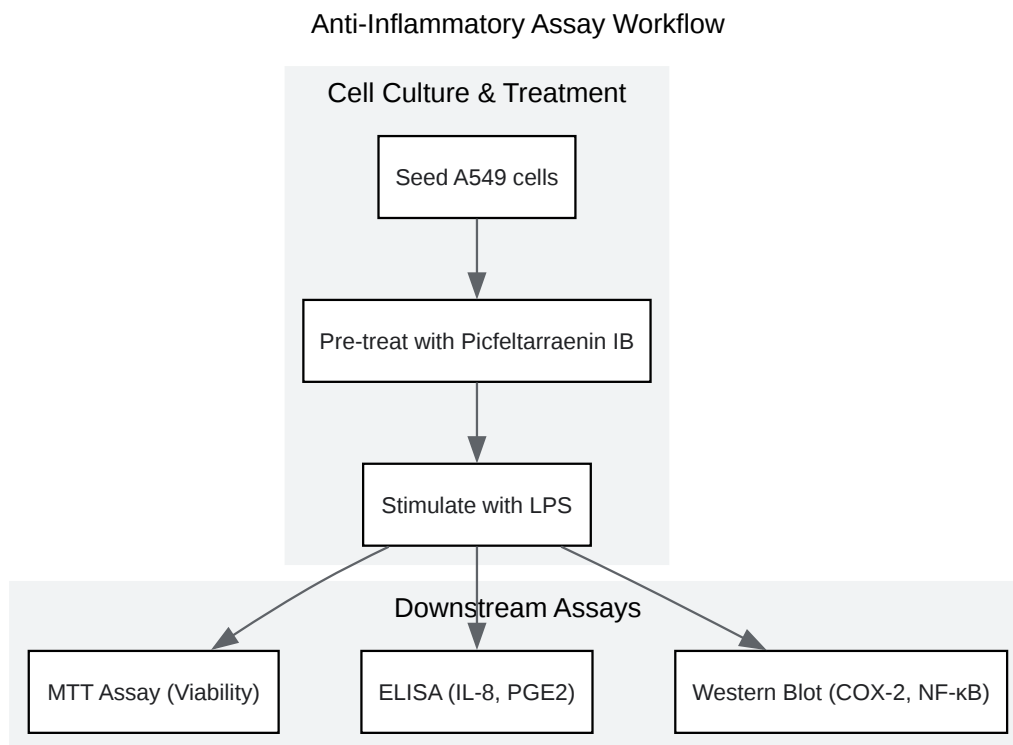 Anti-Inflammatory Assay Workflow
Cell Culture & Treatment
Seed A549 cells
Pre-treat with Picfeltarraenin IB
Stimulate with LPS
Downstream Assays
MTT Assay (Viability)
ELISA (IL-8, PGE2)
Western Blot (COX-2, NF-κB)